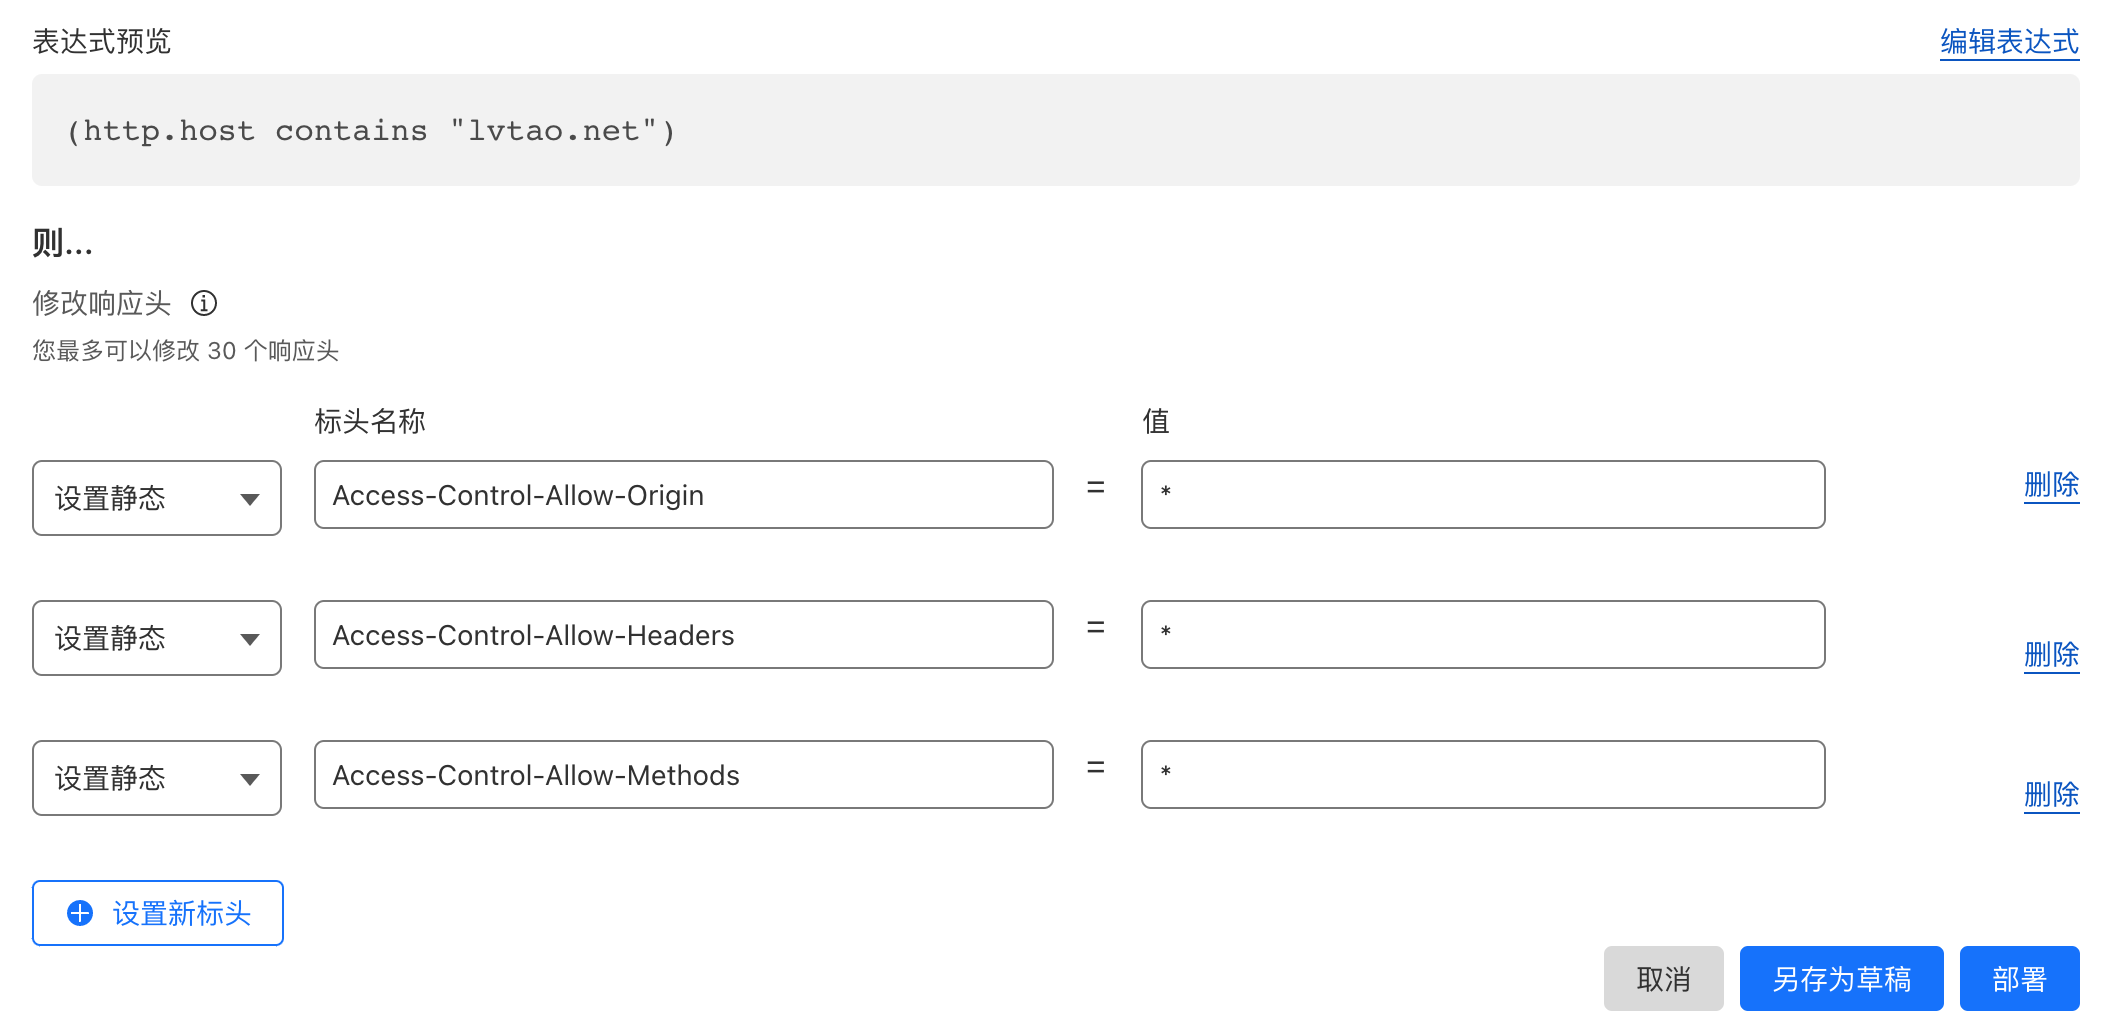 表达式预览 编辑表达式
(http.host contains "lvtao.net")
则...
修改响应头
您最多可以修改 30 个响应头
标头名称 值
设置静态 Access-Control-Allow-Origin = * 删除
设置静态 Access-Control-Allow-Headers = * 删除
设置静态 Access-Control-Allow-Methods = * 删除
设置新标头
取消 另存为草稿 部署